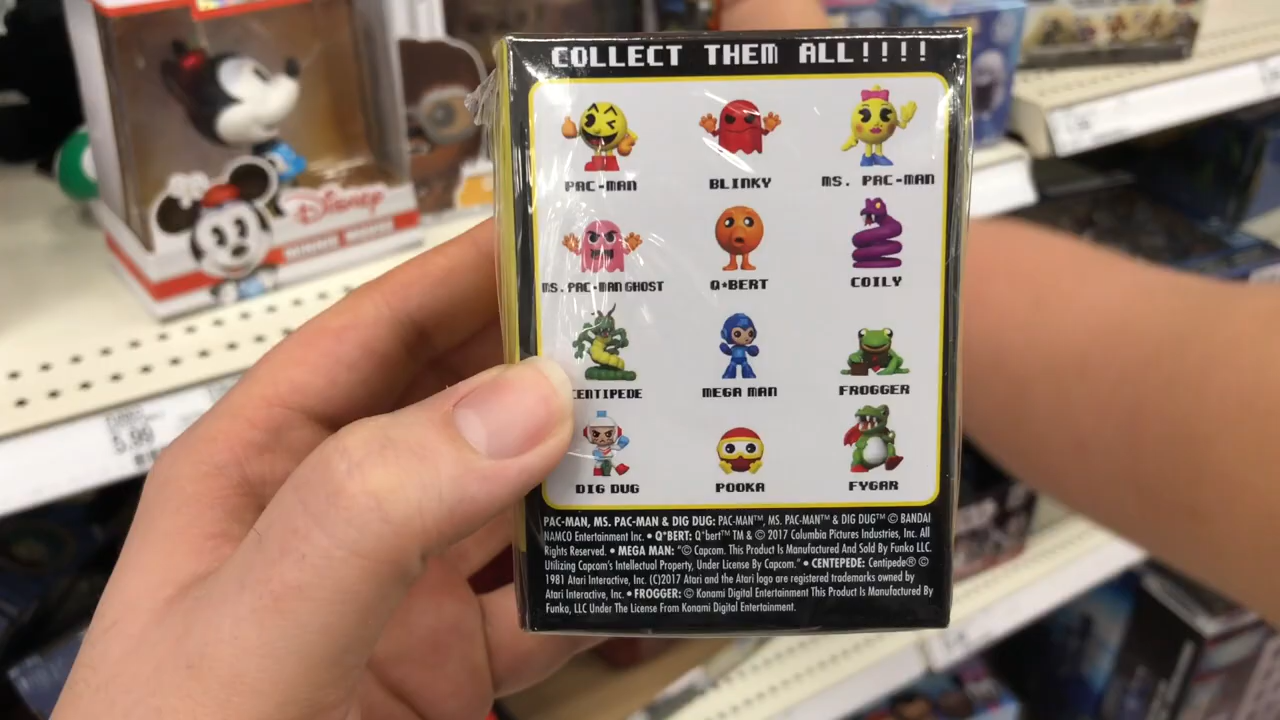 COLLECT THEM ALL!!!!
PAC-MAN BLINKY MS. PAC-MAN
MS. PAC-MAN GHOST Q*BERT COILY
CENTIPEDE MEGA MAN FROGGER
DIG DUG POOKA FYGAR
PAC-MAN, MS. PAC-MAN & DIG DUG: PAC-MAN™, MS. PAC-MAN™ & DIG DUG™ © BANDAI
NAMCO Entertainment Inc. • Q*BERT: Q*bert™ TM & © 2017 Columbia Pictures Industries, Inc. All
Rights Reserved. • MEGA MAN: "© Capcom. This Product Is Manufactured And Sold By Funko LLC.
Utilizing Capcom's Intellectual Property, Under License By Capcom." • CENTEPEDE: Centipede® ©
1981 Atari Interactive, Inc. (C)2017 Atari and the Atari logo are registered trademarks owned by
Atari Interactive, Inc. • FROGGER: © Konami Digital Entertainment This Product Is Manufactured By
Funko, LLC Under The License From Konami Digital Entertainment.
Disney
MINNIE MOUSE
5.99